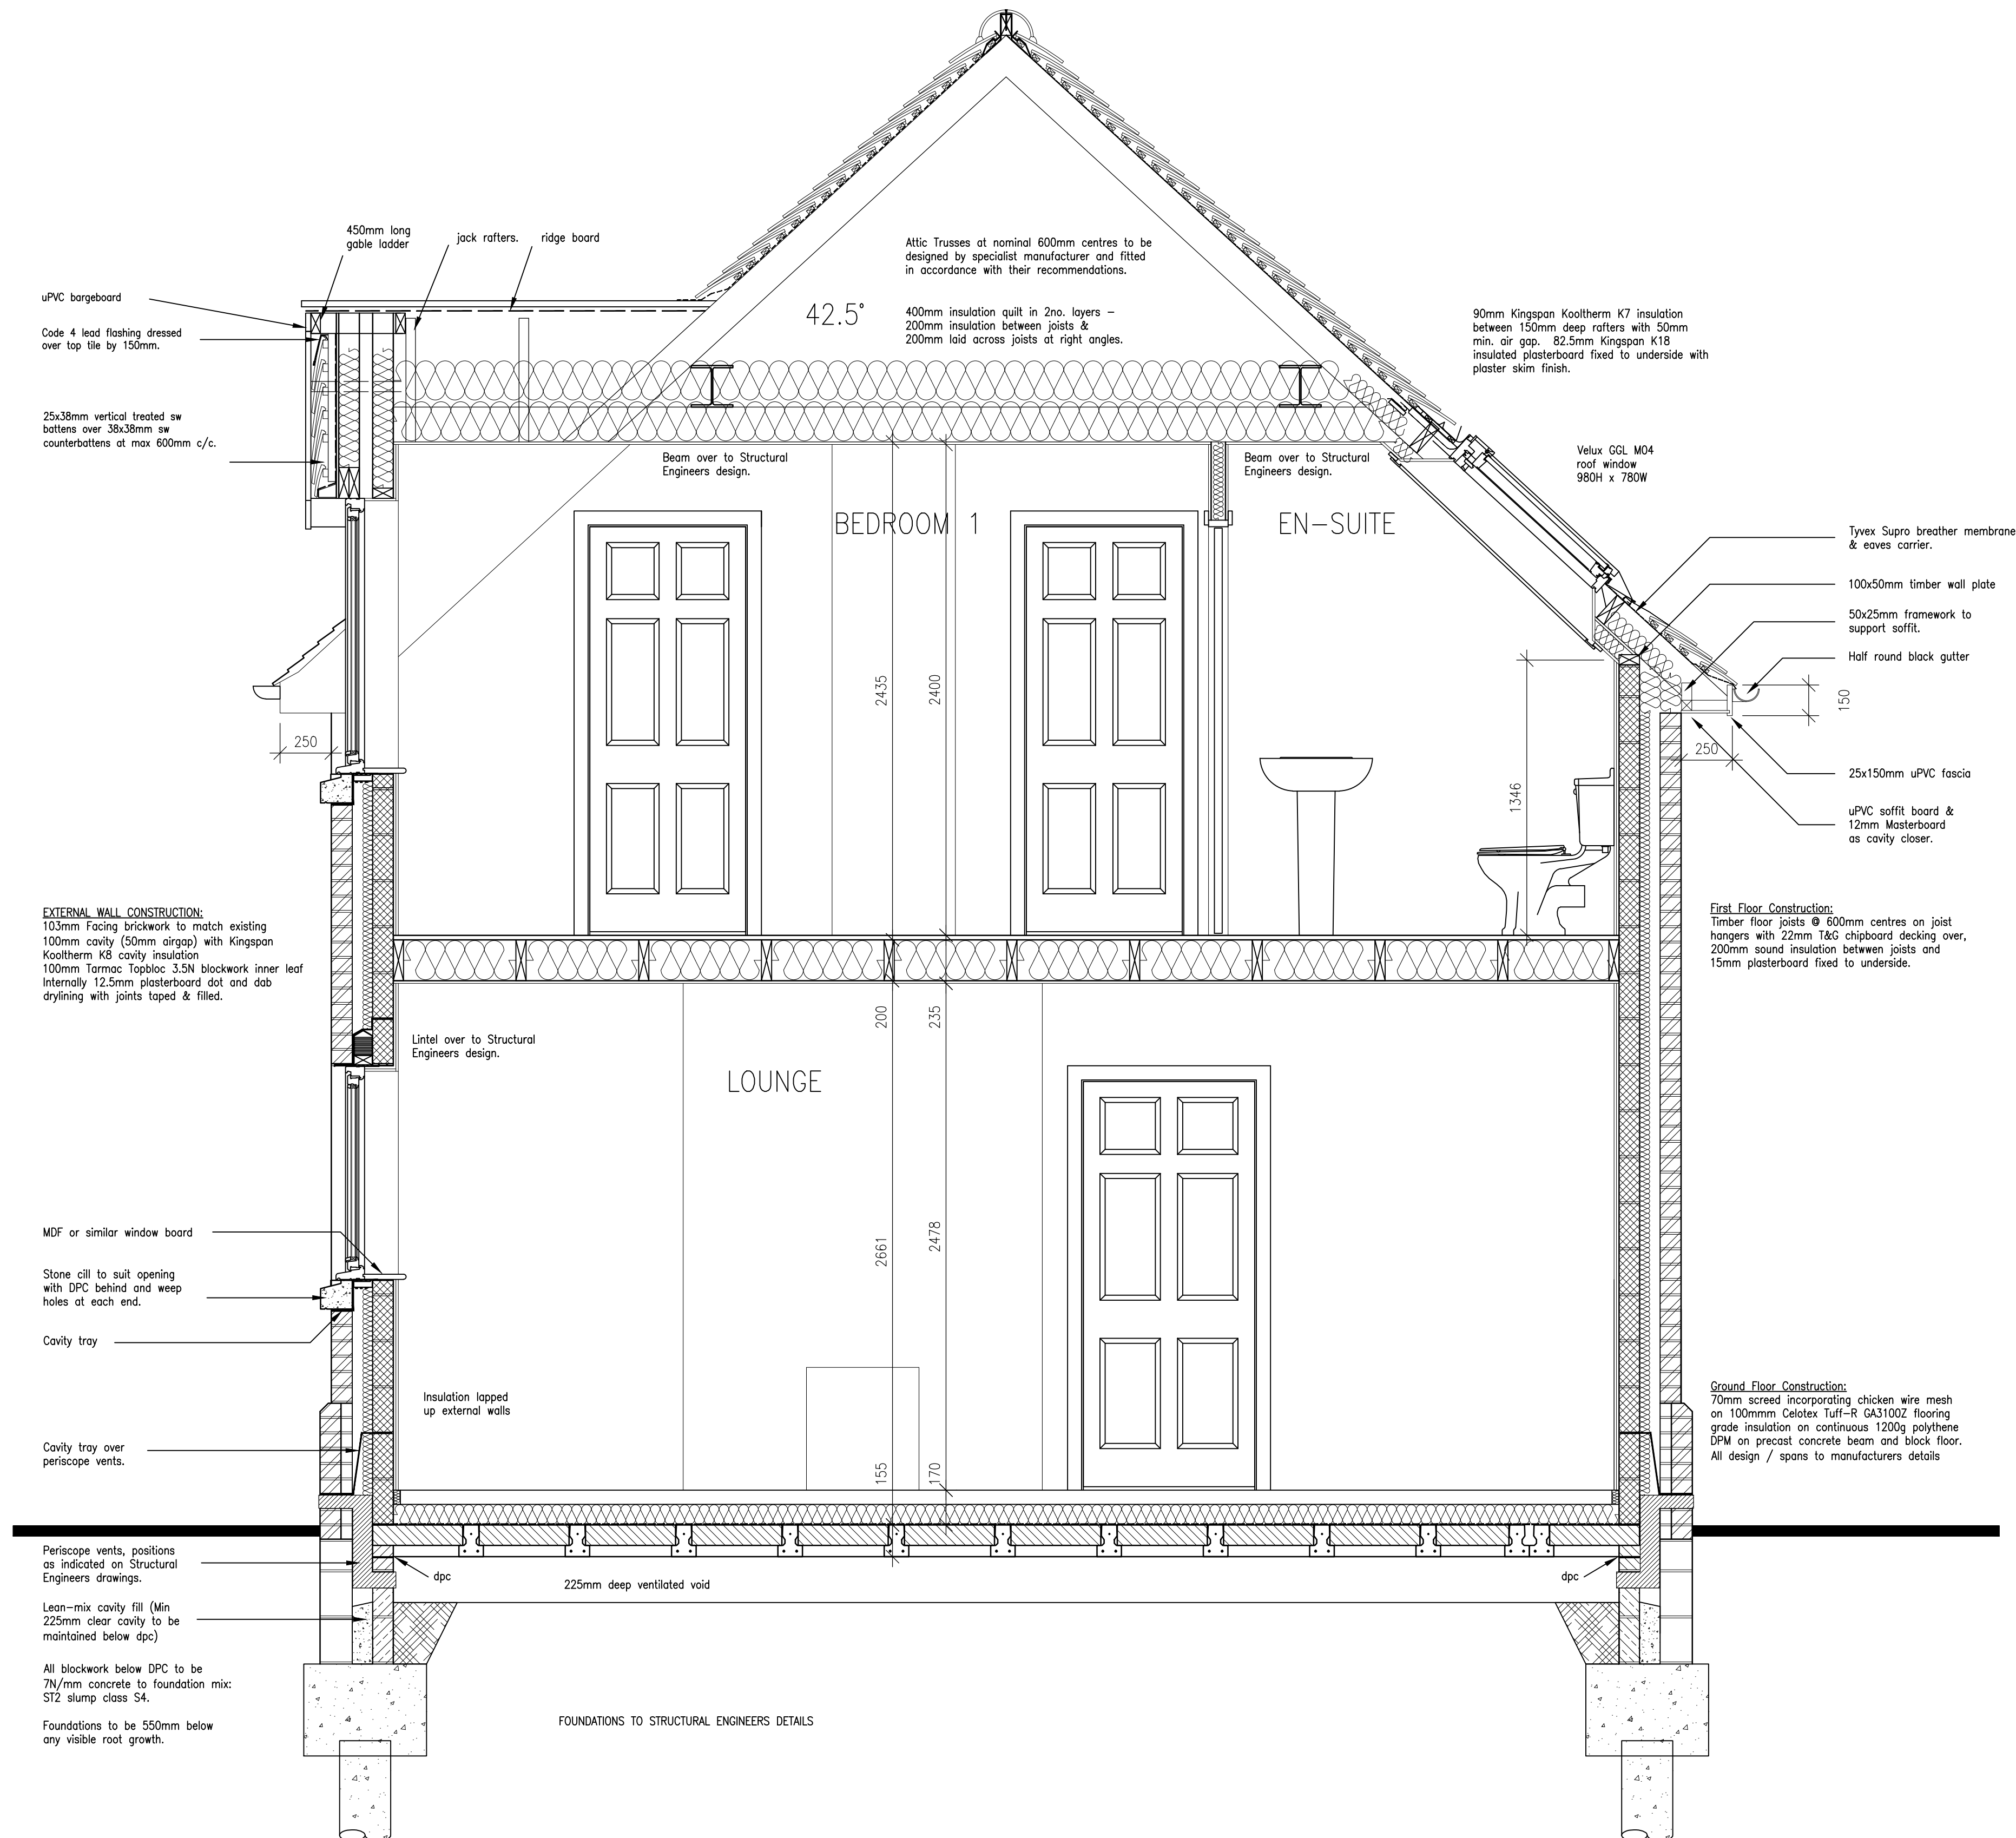 450mm long
gable ladder
jack rafters.
ridge board
uPVC bargeboard
Code 4 lead flashing dressed
over top tile by 150mm.
25x38mm vertical treated sw
battens over 38x38mm sw
counterbattens at max 600mm c/c.
Attic Trusses at nominal 600mm centres to be
designed by specialist manufacturer and fitted
in accordance with their recommendations.
42.5°
400mm insulation quilt in 2no. layers –
200mm insulation between joists &
200mm laid across joists at right angles.
90mm Kingspan Kooltherm K7 insulation
between 150mm deep rafters with 50mm
min. air gap. 82.5mm Kingspan K18
insulated plasterboard fixed to underside with
plaster skim finish.
Beam over to Structural
Engineers design.
Beam over to Structural
Engineers design.
Velux GGL M04
roof window
980H x 780W
BEDROOM 1
EN-SUITE
Tyvex Supro breather membrane
& eaves carrier.
100x50mm timber wall plate
50x25mm framework to
support soffit.
Half round black gutter
150
250
25x150mm uPVC fascia
uPVC soffit board &
12mm Masterboard
as cavity closer.
250
2435
2400
1346
EXTERNAL WALL CONSTRUCTION:
103mm Facing brickwork to match existing
100mm cavity (50mm airgap) with Kingspan
Kooltherm K8 cavity insulation
100mm Tarmac Topbloc 3.5N blockwork inner leaf
Internally 12.5mm plasterboard dot and dab
drylining with joints taped & filled.
First Floor Construction:
Timber floor joists @ 600mm centres on joist
hangers with 22mm T&G chipboard decking over,
200mm sound insulation betwwen joists and
15mm plasterboard fixed to underside.
200
235
Lintel over to Structural
Engineers design.
LOUNGE
2661
2478
MDF or similar window board
Stone cill to suit opening
with DPC behind and weep
holes at each end.
Cavity tray
Insulation lapped
up external walls
Cavity tray over
periscope vents.
155
170
Ground Floor Construction:
70mm screed incorporating chicken wire mesh
on 100mmm Celotex Tuff-R GA3100Z flooring
grade insulation on continuous 1200g polythene
DPM on precast concrete beam and block floor.
All design / spans to manufacturers details
Periscope vents, positions
as indicated on Structural
Engineers drawings.
dpc
225mm deep ventilated void
dpc
Lean-mix cavity fill (Min
225mm clear cavity to be
maintained below dpc)
All blockwork below DPC to be
7N/mm concrete to foundation mix:
ST2 slump class S4.
Foundations to be 550mm below
any visible root growth.
FOUNDATIONS TO STRUCTURAL ENGINEERS DETAILS